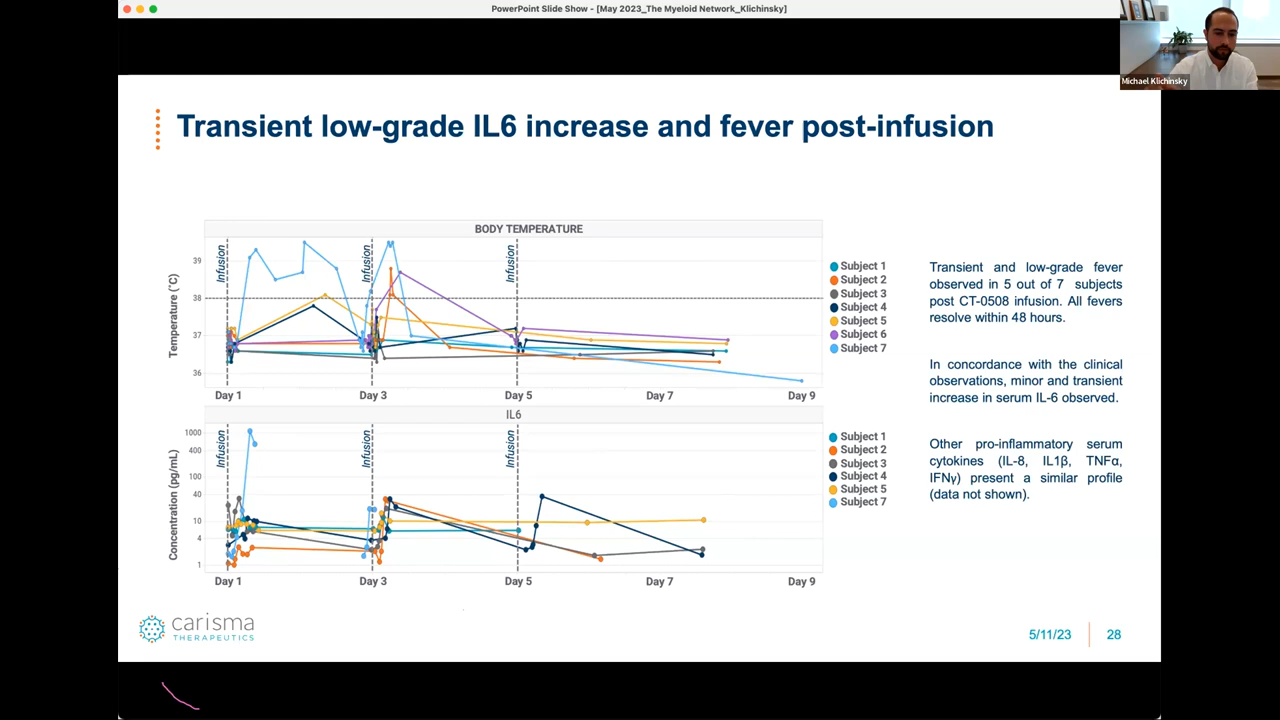 PowerPoint Slide Show - [May 2023_The Myeloid Network_Klichinsky]
Michael Klichinsky
Transient low-grade IL6 increase and fever post-infusion
BODY TEMPERATURE
Temperature (°C)
39
38
37
36
Infusion
Infusion
Infusion
Day 1
Day 3
Day 5
Day 7
Day 9
Subject 1
Subject 2
Subject 3
Subject 4
Subject 5
Subject 6
Subject 7
IL6
Concentration (pg/mL)
1000
400
100
40
10
4
1
Infusion
Infusion
Infusion
Day 1
Day 3
Day 5
Day 7
Day 9
Subject 1
Subject 2
Subject 3
Subject 4
Subject 5
Subject 7
Transient and low-grade fever
observed in 5 out of 7 subjects
post CT-0508 infusion. All fevers
resolve within 48 hours.
In concordance with the clinical
observations, minor and transient
increase in serum IL-6 observed.
Other pro-inflammatory serum
cytokines (IL-8, IL1β, TNFα,
IFNγ) present a similar profile
(data not shown).
carisma
THERAPEUTICS
5/11/23
28